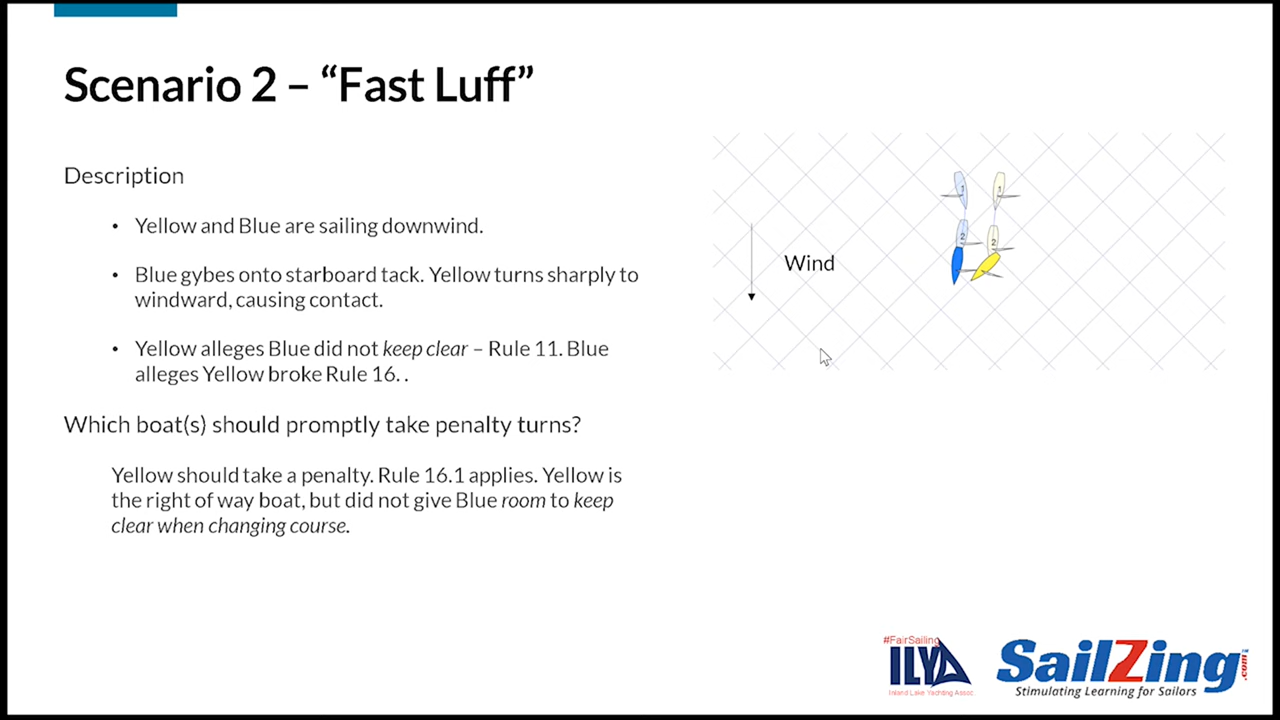 Scenario 2 – “Fast Luff”
Description
• Yellow and Blue are sailing downwind.
• Blue gybes onto starboard tack. Yellow turns sharply to
windward, causing contact.
• Yellow alleges Blue did not keep clear – Rule 11. Blue
alleges Yellow broke Rule 16. .
Which boat(s) should promptly take penalty turns?
Yellow should take a penalty. Rule 16.1 applies. Yellow is
the right of way boat, but did not give Blue room to keep
clear when changing course.
1 1
2 2
Wind
#FairSailing
ILYA
Inland Lake Yachting Assoc.
SailZing.com™
Stimulating Learning for Sailors